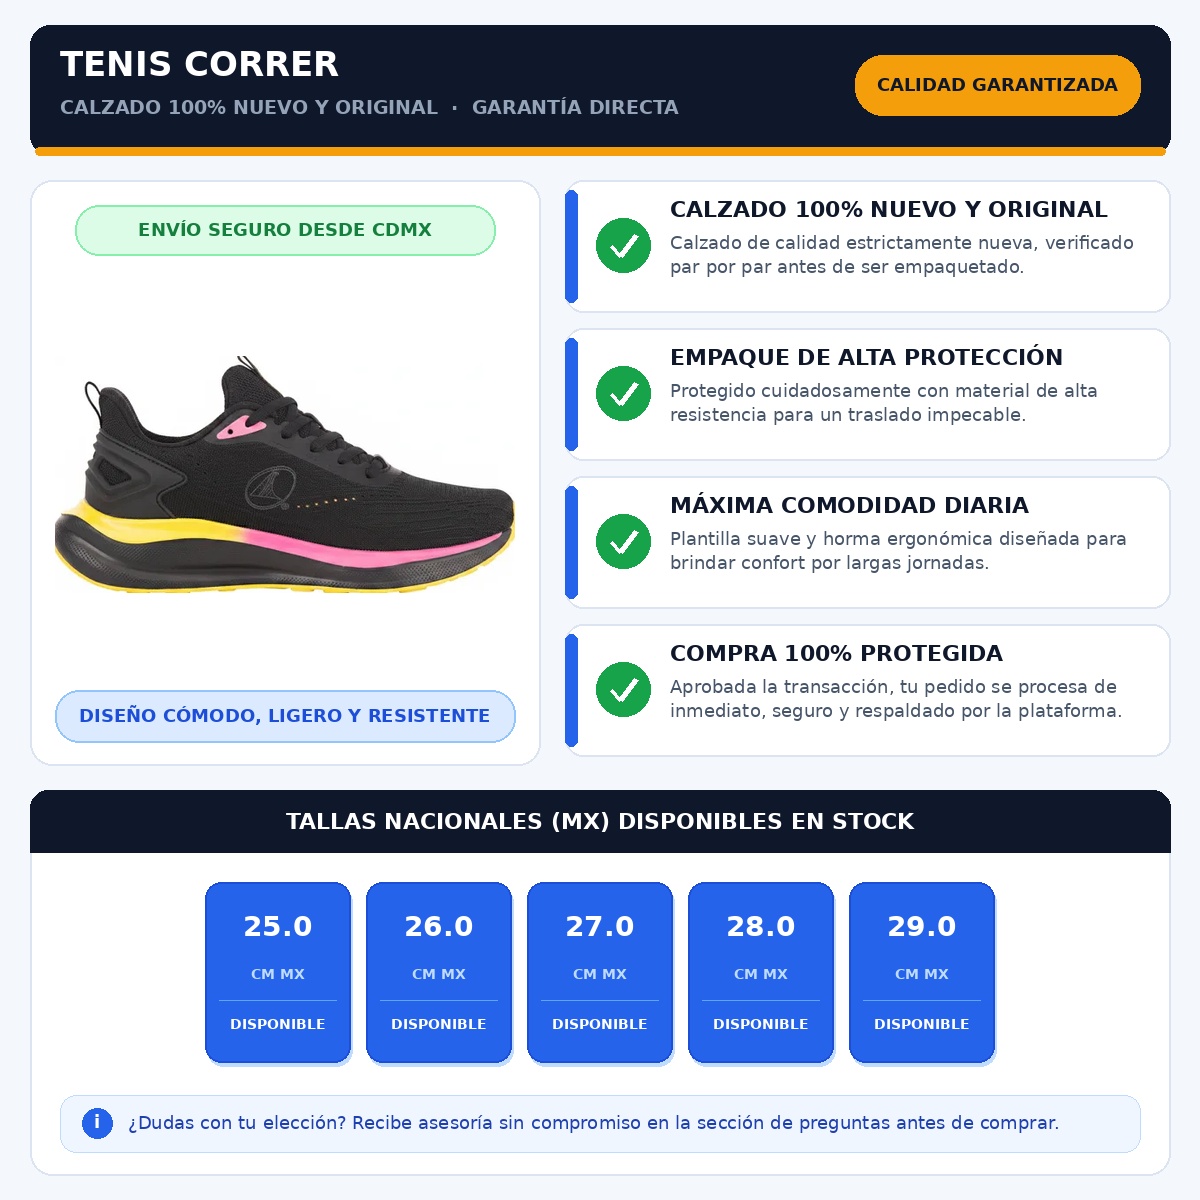 TENIS CORRER
CALZADO 100% NUEVO Y ORIGINAL · GARANTÍA DIRECTA
CALIDAD GARANTIZADA
ENVÍO SEGURO DESDE CDMX
DISEÑO CÓMODO, LIGERO Y RESISTENTE
CALZADO 100% NUEVO Y ORIGINAL
Calzado de calidad estrictamente nueva, verificado
par por par antes de ser empaquetado.
EMPAQUE DE ALTA PROTECCIÓN
Protegido cuidadosamente con material de alta
resistencia para un traslado impecable.
MÁXIMA COMODIDAD DIARIA
Plantilla suave y horma ergonómica diseñada para
brindar confort por largas jornadas.
COMPRA 100% PROTEGIDA
Aprobada la transacción, tu pedido se procesa de
inmediato, seguro y respaldado por la plataforma.
TALLAS NACIONALES (MX) DISPONIBLES EN STOCK
25.0
CM MX
DISPONIBLE
26.0
CM MX
DISPONIBLE
27.0
CM MX
DISPONIBLE
28.0
CM MX
DISPONIBLE
29.0
CM MX
DISPONIBLE
i ¿Dudas con tu elección? Recibe asesoría sin compromiso en la sección de preguntas antes de comprar.